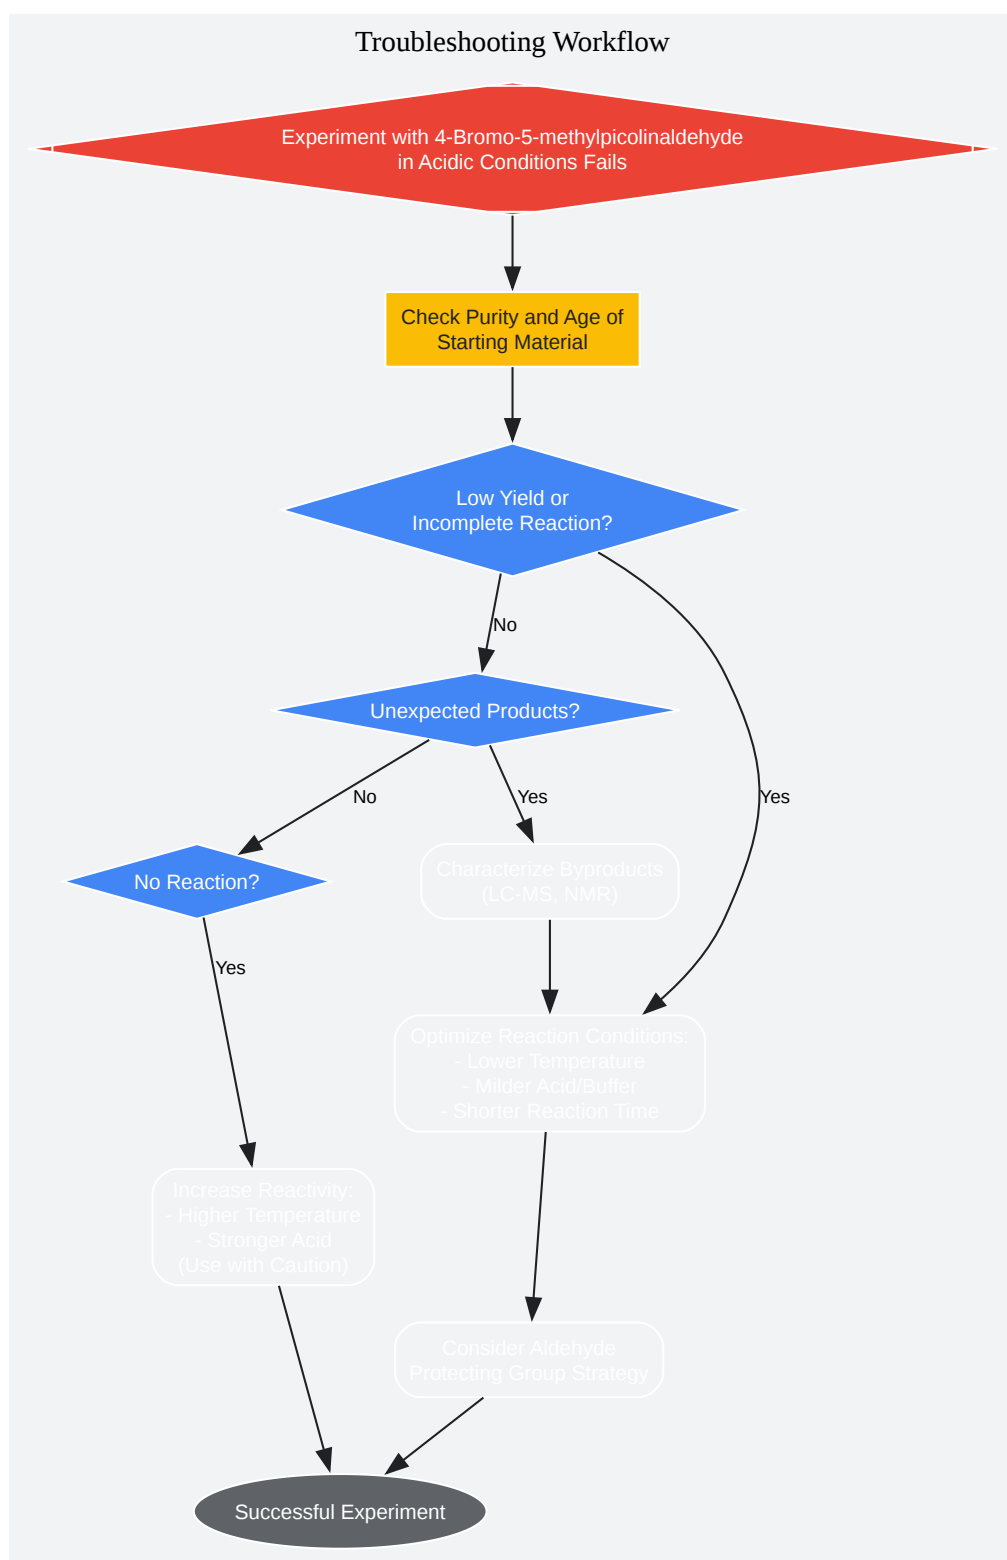 Troubleshooting Workflow
Experiment with 4-Bromo-5-methylpicolinaldehyde
in Acidic Conditions Fails
Check Purity and Age of
Starting Material
Low Yield or
Incomplete Reaction?
No
Unexpected Products?
No
Yes
Yes
No Reaction?
Characterize Byproducts
(LC-MS, NMR)
Yes
Optimize Reaction Conditions:
- Lower Temperature
- Milder Acid/Buffer
- Shorter Reaction Time
Increase Reactivity:
- Higher Temperature
- Stronger Acid
(Use with Caution)
Consider Aldehyde
Protecting Group Strategy
Successful Experiment